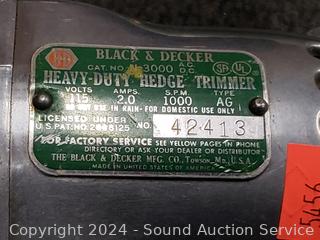 BLACK & DECKER
CAT. NO. 3000 A.C. D.C.
HEAVY-DUTY HEDGE TRIMMER
VOLTS AMPS. S.P.M. TYPE
115 2.0 1000 AG
DO NOT USE IN RAIN - FOR DOMESTIC USE ONLY
LICENSED UNDER
U.S. PAT. NO. 2698125 NO. 42413
FOR FACTORY SERVICE SEE YELLOW PAGES IN PHONE
DIRECTORY OR ASK YOUR DEALER OR DISTRIBUTOR
THE BLACK & DECKER MFG. CO., TOWSON, MD., U.S.A.
MADE IN UNITED STATES OF AMERICA
5456
Copyright 2024 - Sound Auction Service